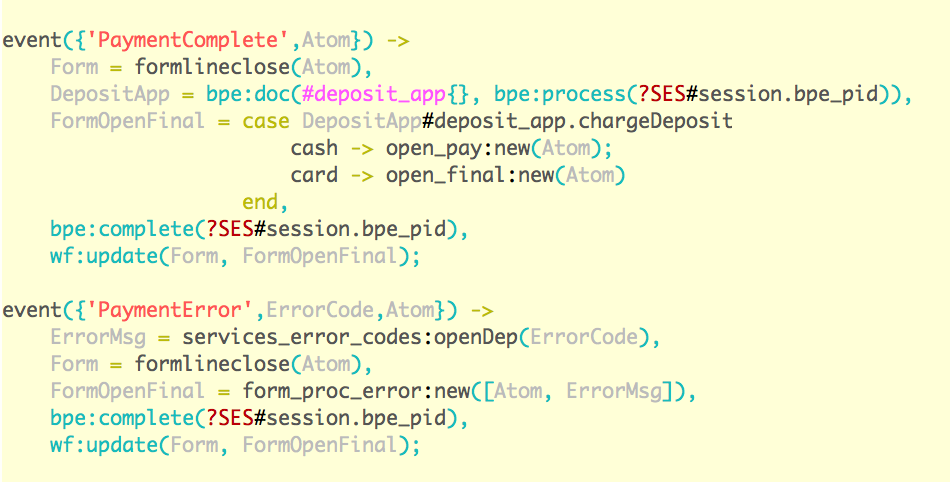 event({'PaymentComplete',Atom}) ->
    Form = formlineclose(Atom),
    DepositApp = bpe:doc(#deposit_app{}, bpe:process(?SES#session.bpe_pid)),
    FormOpenFinal = case DepositApp#deposit_app.chargeDeposit
                        cash -> open_pay:new(Atom);
                        card -> open_final:new(Atom)
                    end,
    bpe:complete(?SES#session.bpe_pid),
    wf:update(Form, FormOpenFinal);
event({'PaymentError',ErrorCode,Atom}) ->
    ErrorMsg = services_error_codes:openDep(ErrorCode),
    Form = formlineclose(Atom),
    FormOpenFinal = form_proc_error:new([Atom, ErrorMsg]),
    bpe:complete(?SES#session.bpe_pid),
    wf:update(Form, FormOpenFinal);